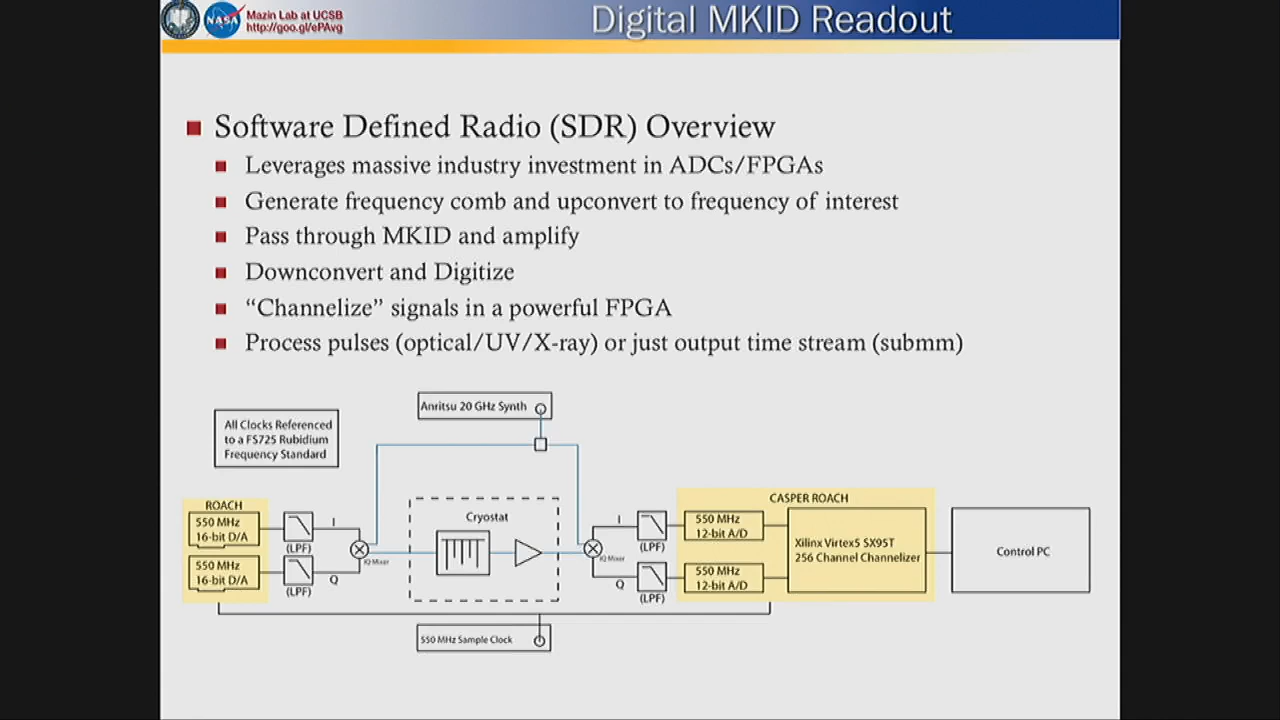 NASA
Mazin Lab at UCSB
http://goo.gl/ePAvg
Digital MKID Readout
Software Defined Radio (SDR) Overview
Leverages massive industry investment in ADCs/FPGAs
Generate frequency comb and upconvert to frequency of interest
Pass through MKID and amplify
Downconvert and Digitize
“Channelize” signals in a powerful FPGA
Process pulses (optical/UV/X-ray) or just output time stream (submm)
Anritsu 20 GHz Synth
All Clocks Referenced
to a FS725 Rubidium
Frequency Standard
ROACH
550 MHz
16-bit D/A
550 MHz
16-bit D/A
(LPF)
(LPF)
I
Q
IQ Mixer
Cryostat
IQ Mixer
I
Q
(LPF)
(LPF)
CASPER ROACH
550 MHz
12-bit A/D
550 MHz
12-bit A/D
Xilinx Virtex5 SX95T
256 Channel Channelizer
Control PC
550 MHz Sample Clock